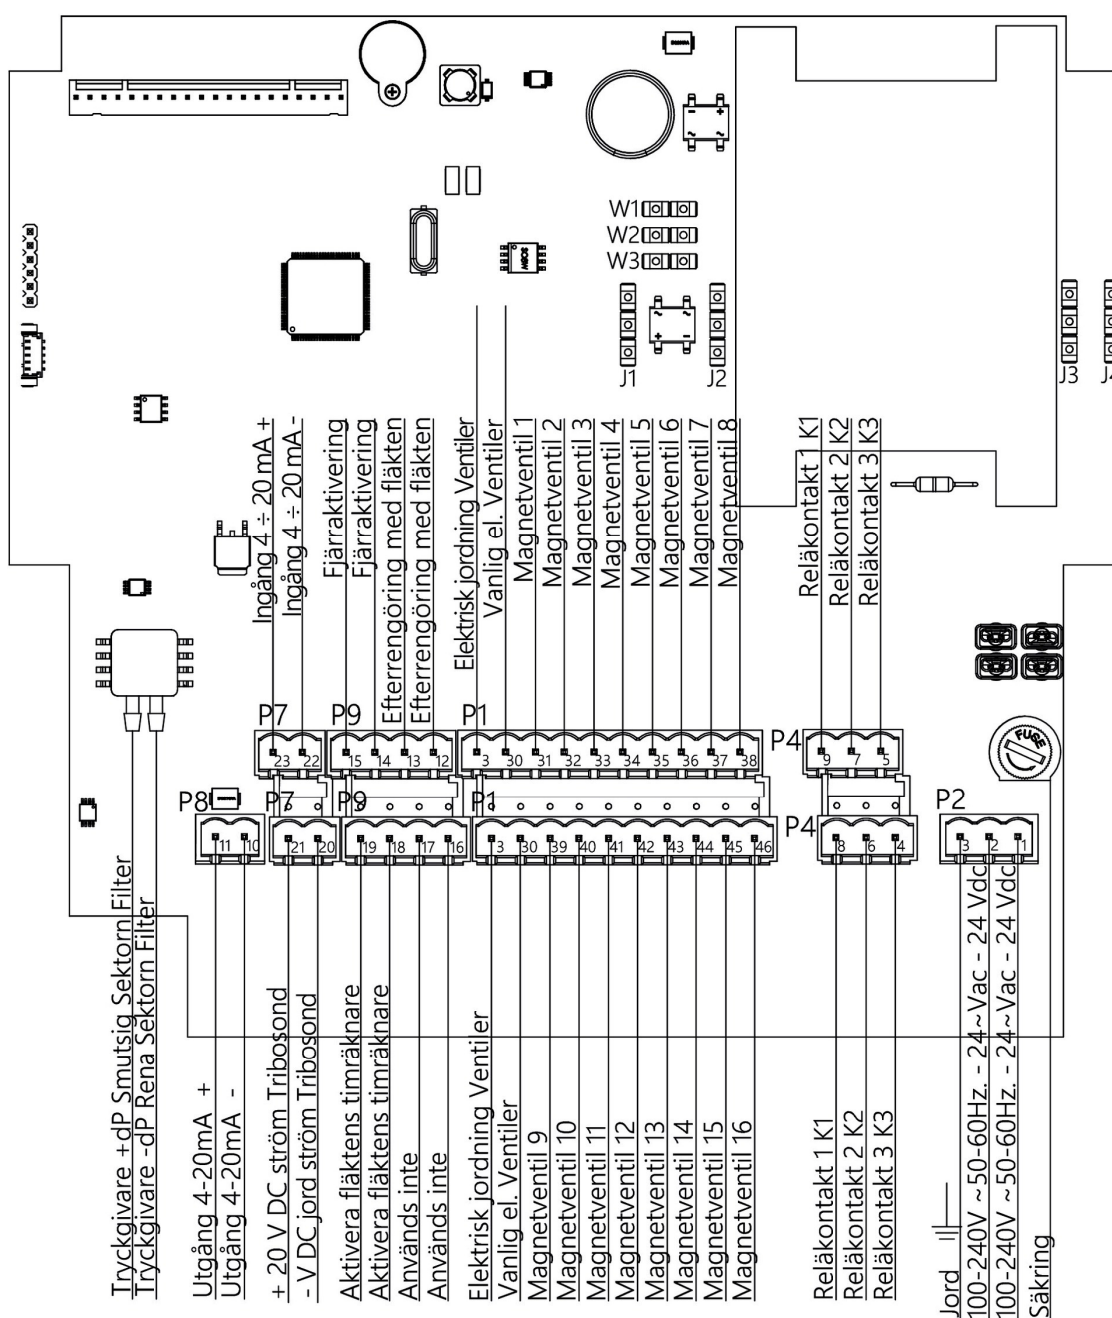 W1
W2
W3
J1
J2
J3
Ingång 4 ÷ 20 mA +
Ingång 4 ÷ 20 mA -
Fjärraktivering
Fjärraktivering
Efterrengöring med fläkten
Efterrengöring med fläkten
Elektrisk jordning Ventiler
Vanlig el. Ventiler
Magnetventil 1
Magnetventil 2
Magnetventil 3
Magnetventil 4
Magnetventil 5
Magnetventil 6
Magnetventil 7
Magnetventil 8
Reläkontakt 1 K1
Reläkontakt 2 K2
Reläkontakt 3 K3
FUSE
P7
P9
P1
P4
23 22
15 14 13 12
3 30 31 32 33 34 35 36 37 38
9 7 5
P8
P7
P9
P1
P4
P2
11 10
21 20
19 18 17 16
3 30 39 40 41 42 43 44 45 46
8 6 4
3 2 1
Tryckgivare +dP Smutsig Sektorn Filter
Tryckgivare -dP Rena Sektorn Filter
Utgång 4-20mA +
Utgång 4-20mA -
+ 20 V DC ström Tribosond
- V DC jord ström Tribosond
Aktivera fläktens timräknare
Aktivera fläktens timräknare
Används inte
Används inte
Elektrisk jordning Ventiler
Vanlig el. Ventiler
Magnetventil 9
Magnetventil 10
Magnetventil 11
Magnetventil 12
Magnetventil 13
Magnetventil 14
Magnetventil 15
Magnetventil 16
Reläkontakt 1 K1
Reläkontakt 2 K2
Reläkontakt 3 K3
Jord
100-240V ~50-60Hz. - 24~Vac - 24 Vdc
100-240V ~50-60Hz. - 24~Vac - 24 Vdc
Säkring